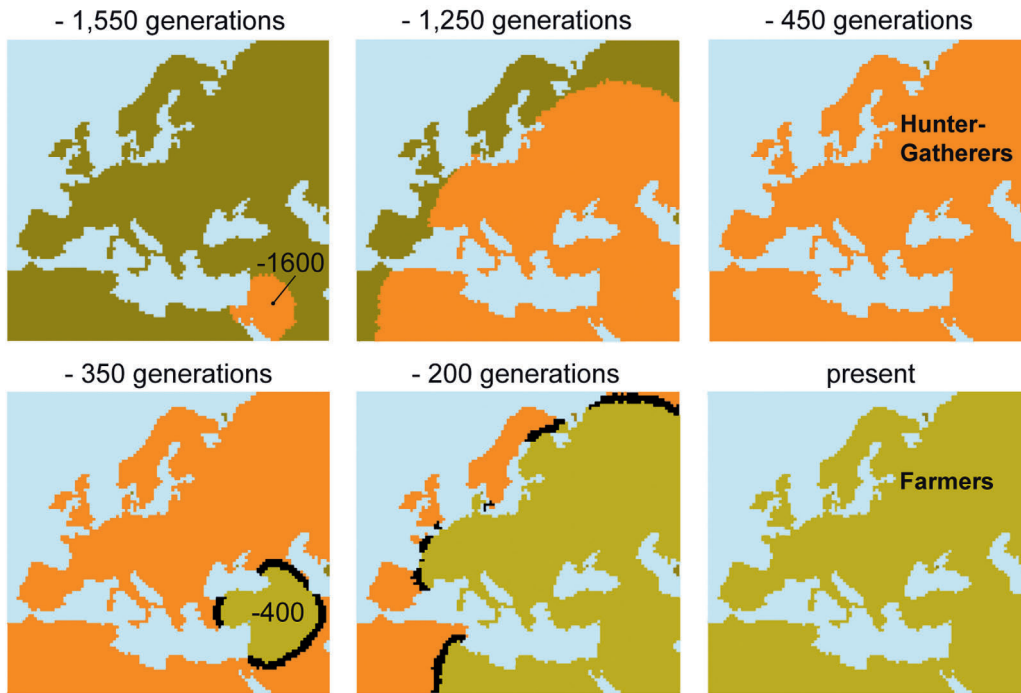 - 1,550 generations
- 1,250 generations
- 450 generations
-1600
Hunter-
Gatherers
- 350 generations
- 200 generations
present
-400
Farmers